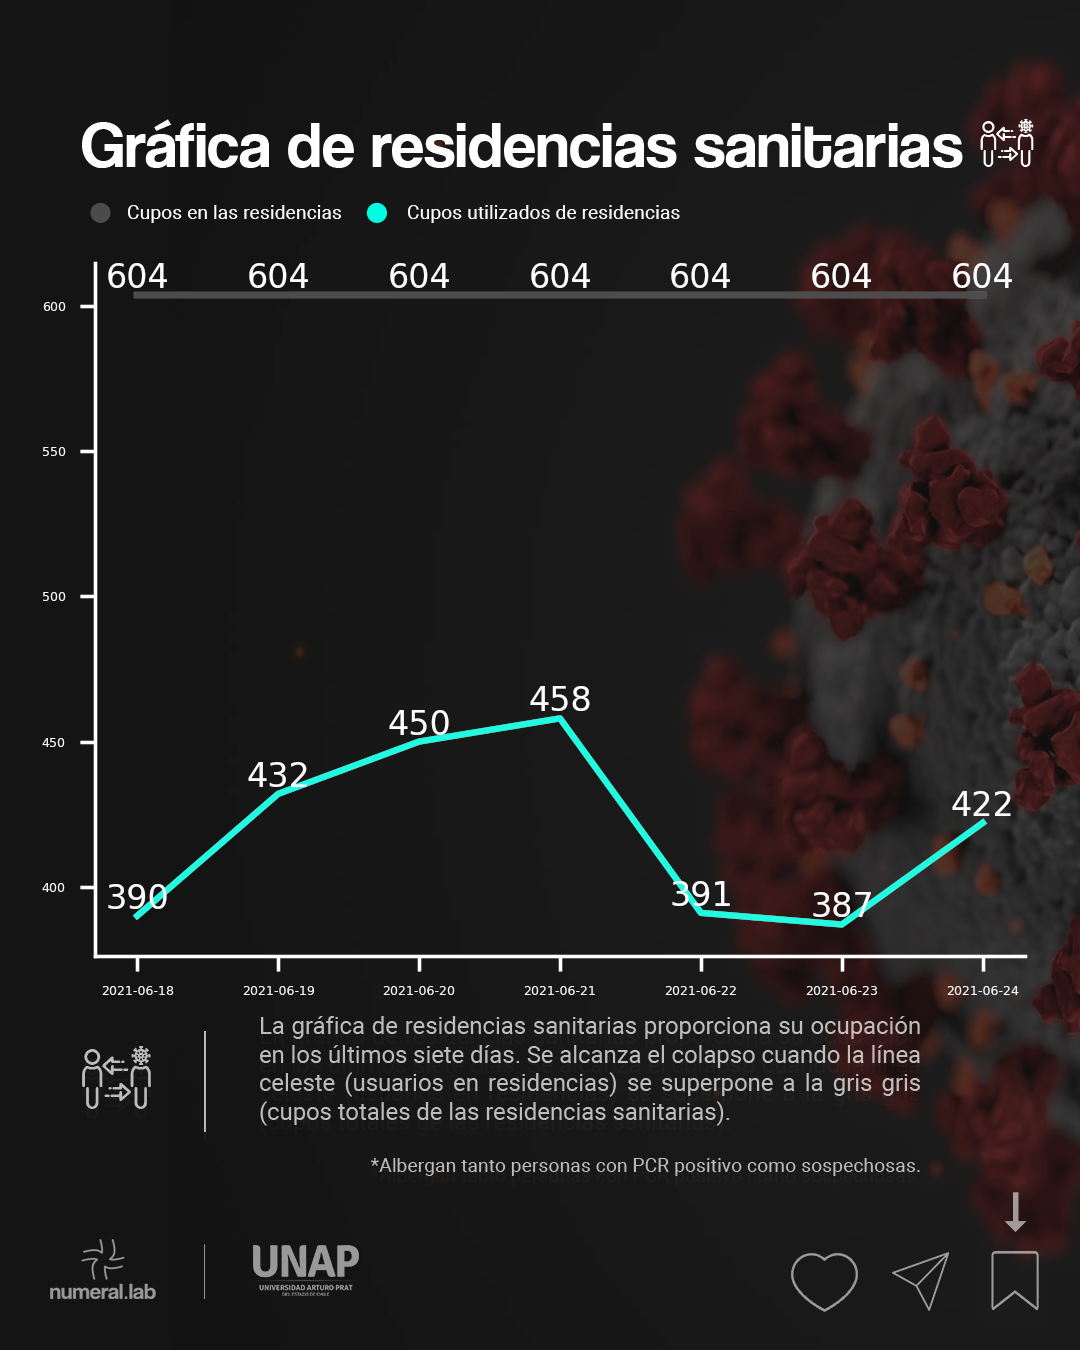 Gráfica de residencias sanitarias
Cupos en las residencias Cupos utilizados de residencias
604 604 604 604 604 604 604
600
550
500
450
400
390 432 450 458 391 387 422
2021-06-18 2021-06-19 2021-06-20 2021-06-21 2021-06-22 2021-06-23 2021-06-24
La gráfica de residencias sanitarias proporciona su ocupación
en los últimos siete días. Se alcanza el colapso cuando la línea
celeste (usuarios en residencias) se superpone a la gris gris
(cupos totales de las residencias sanitarias).
*Albergan tanto personas con PCR positivo como sospechosas.
numeral.lab
UNAP
UNIVERSIDAD ARTURO PRAT
DEL ESTADO DE CHILE